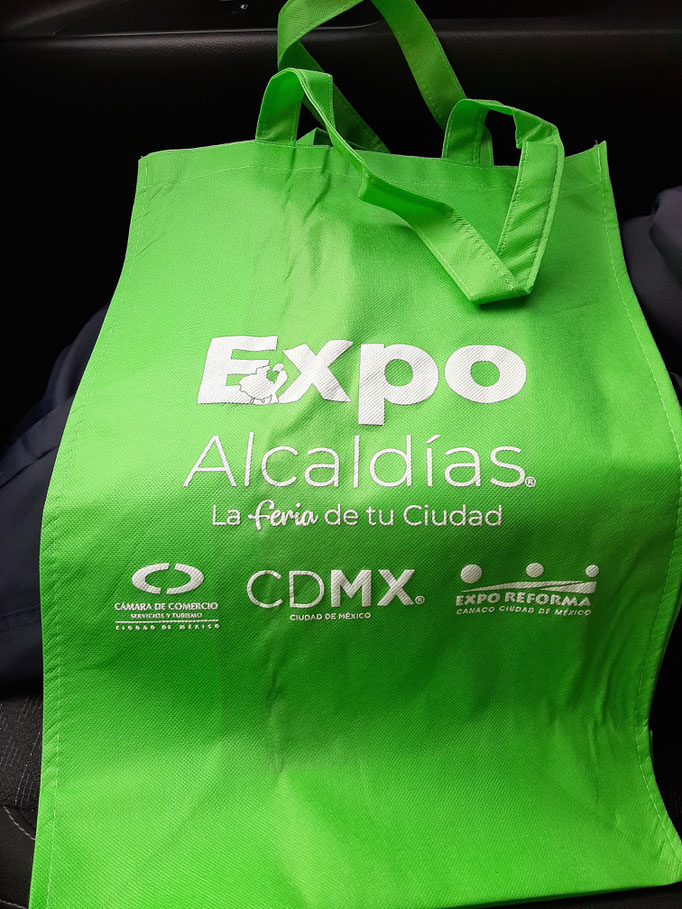 Expo
Alcaldías®
La feria de tu Ciudad
CÁMARA DE COMERCIO
SERVICIOS Y TURISMO
CIUDAD DE MÉXICO
CDMX®
CIUDAD DE MÉXICO
EXPO REFORMA
CANACO CIUDAD DE MÉXICO